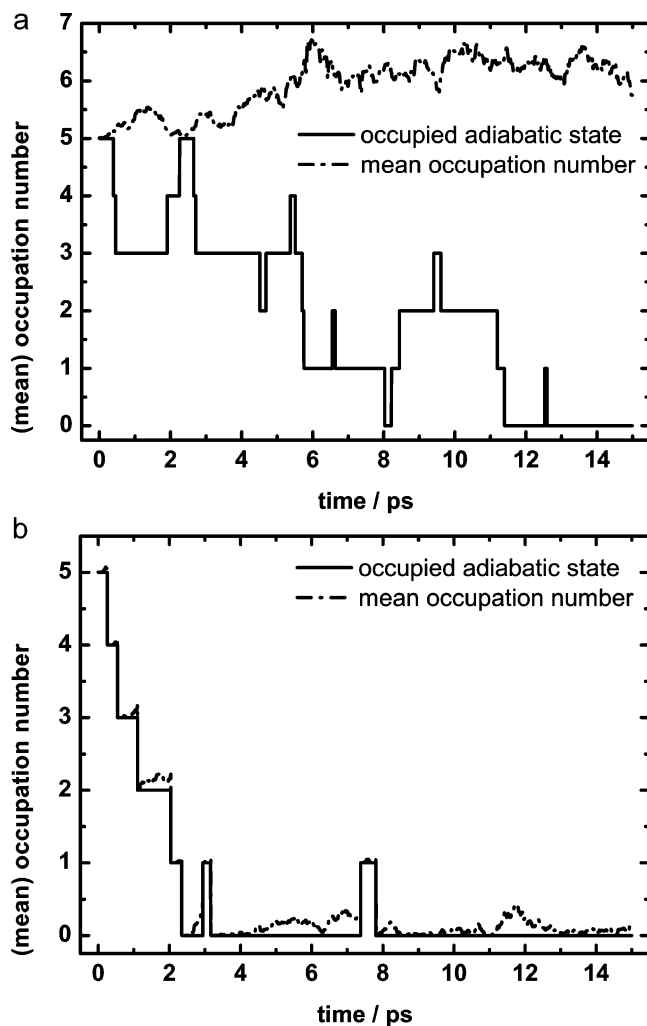 a
7
6
5
4
3
2
1
0
(mean) occupation number
occupied adiabatic state
mean occupation number
0 2 4 6 8 10 12 14
time / ps
b
5
4
3
2
1
0
(mean) occupation number
occupied adiabatic state
mean occupation number
0 2 4 6 8 10 12 14
time / ps